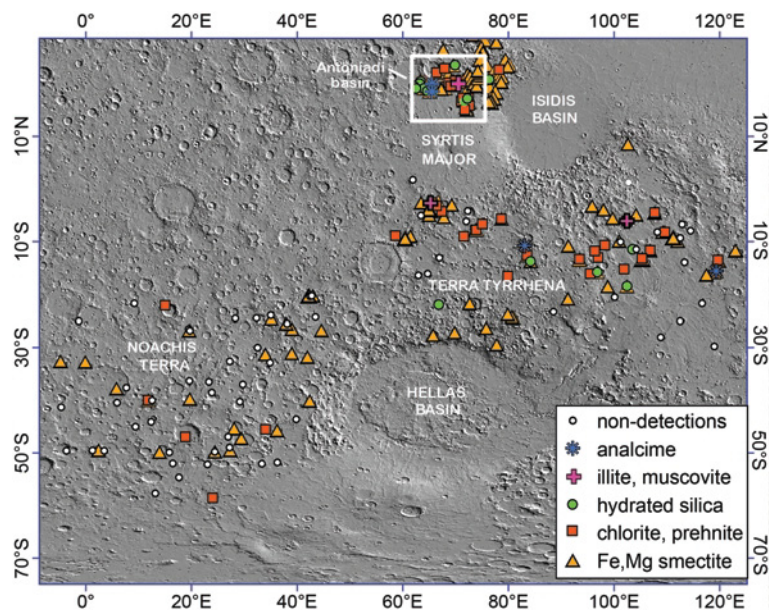 0° 20°E 40°E 60°E 80°E 100°E 120°E
Antoniadi
basin
ISIDIS
BASIN
10°N 10°N
SYRTIS
MAJOR
10°S 10°S
TERRA TYRRHENA
30°S 30°S
NOACHIS
TERRA
HELLAS
BASIN
50°S 50°S
70°S 70°S
non-detections
analcime
illite, muscovite
hydrated silica
chlorite, prehnite
Fe,Mg smectite
0° 20°E 40°E 60°E 80°E 100°E 120°E